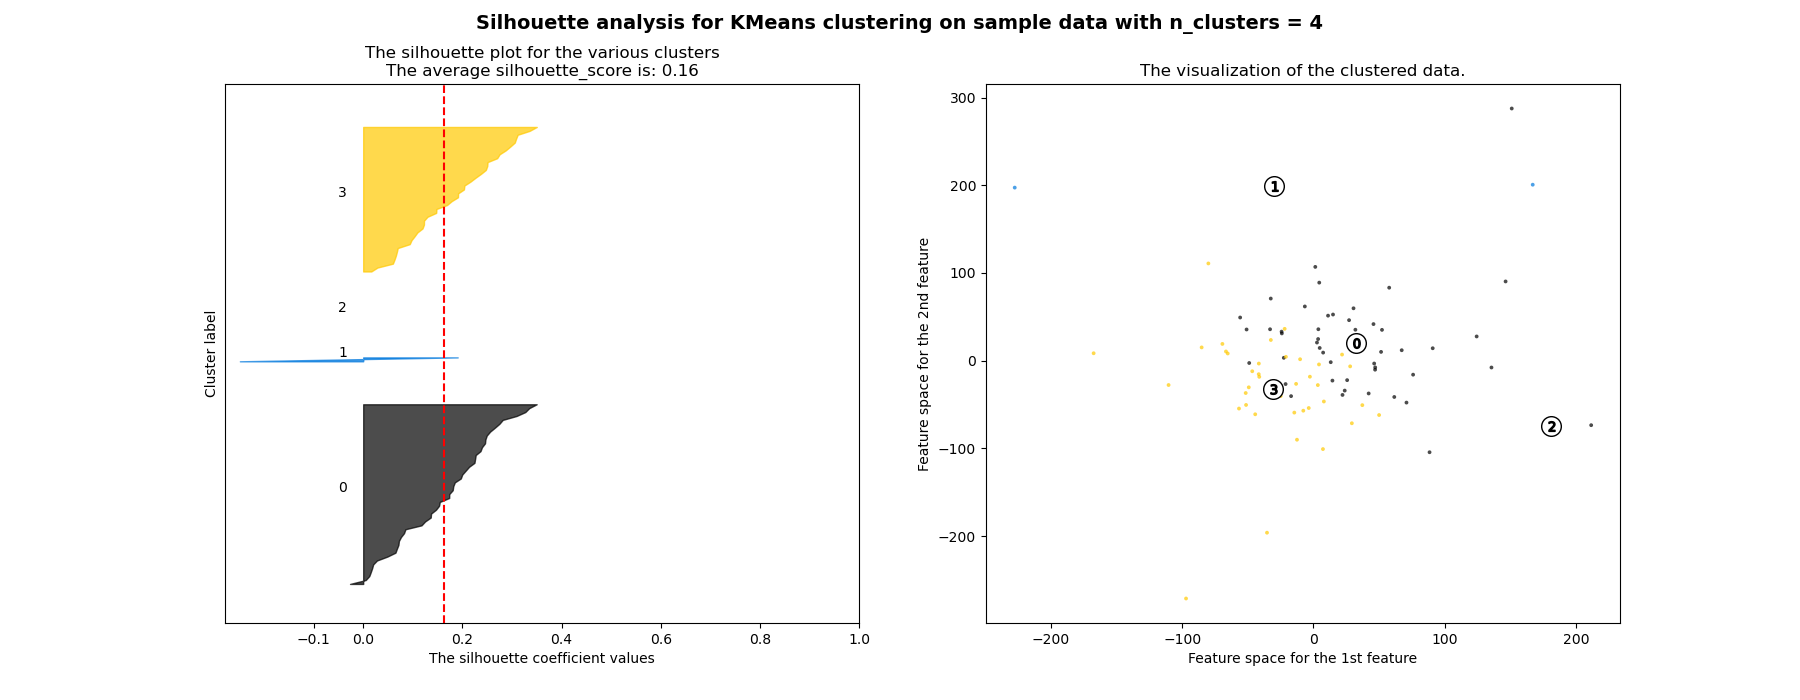 Silhouette analysis for KMeans clustering on sample data with n_clusters = 4
The silhouette plot for the various clusters
The average silhouette_score is: 0.16
3
2
1
0
Cluster label
−0.1 0.0 0.2 0.4 0.6 0.8 1.0
The silhouette coefficient values
The visualization of the clustered data.
300
200
100
0
−100
−200
Feature space for the 2nd feature
1
0
3
2
−200 −100 0 100 200
Feature space for the 1st feature